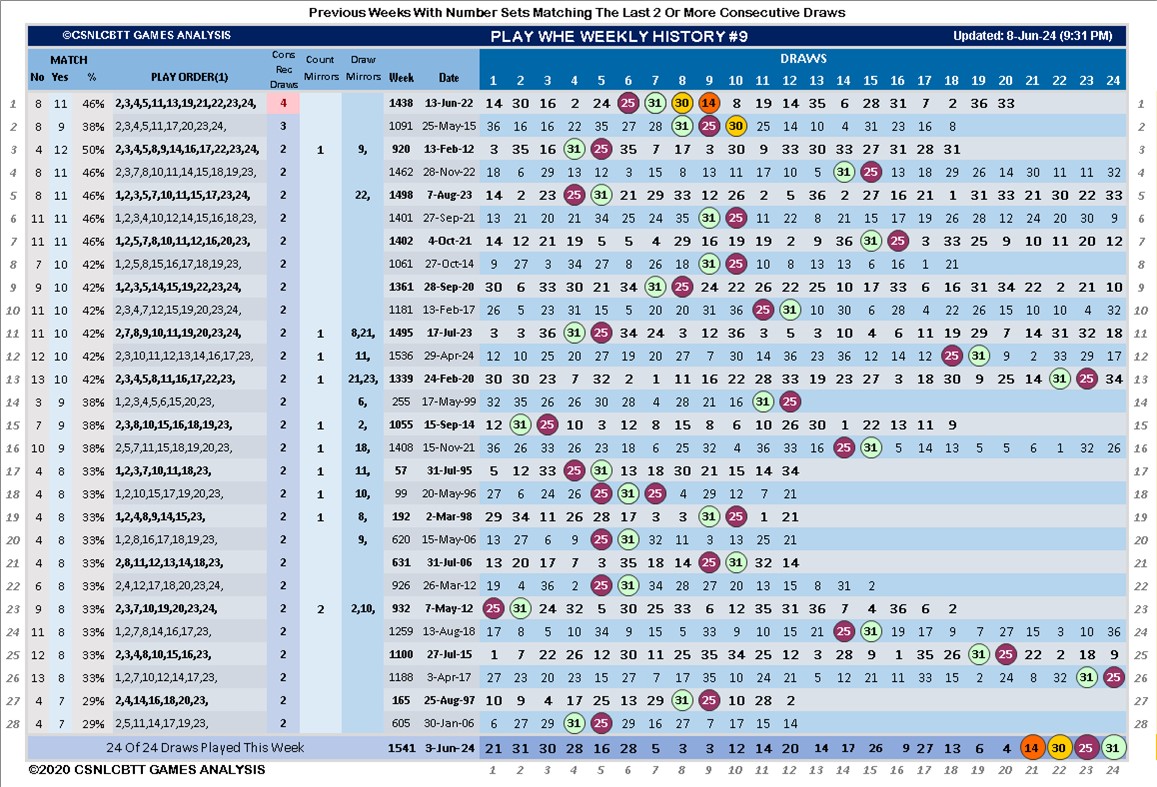 Previous Weeks With Number Sets Matching The Last 2 Or More Consecutive Draws
©CSNLCBTT GAMES ANALYSIS PLAY WHE WEEKLY HISTORY #9 Updated: 8-Jun-24 (9:31 PM)
MATCH Cons Count Draw DRAWS
No Yes % PLAY ORDER(1) Rec Draws Mirrors Mirrors Week Date 1 2 3 4 5 6 7 8 9 10 11 12 13 14 15 16 17 18 19 20 21 22 23 24
1 8 11 46% 2,3,4,5,11,13,19,21,22,23,24, 4 1438 13-Jun-22 14 30 16 2 24 25 31 30 14 8 19 14 35 6 28 31 7 2 36 33 1
2 8 9 38% 2,3,4,5,11,17,20,23,24, 3 1091 25-May-15 36 16 16 22 35 27 28 31 25 30 25 14 10 4 31 23 16 8 2
3 4 12 50% 2,3,4,5,8,9,14,16,17,22,23,24, 2 1 9, 920 13-Feb-12 3 35 16 31 25 35 7 17 3 30 9 33 30 33 27 31 28 31 3
4 8 11 46% 2,3,7,8,10,11,14,15,18,19,23, 2 1462 28-Nov-22 18 6 29 13 12 3 15 8 13 11 17 10 5 31 25 13 18 29 26 14 30 11 11 32 4
5 8 11 46% 1,2,3,5,7,10,11,15,17,23,24, 2 22, 1498 7-Aug-23 14 2 23 25 31 21 29 33 12 26 2 5 36 2 27 16 21 1 31 33 21 30 22 33 5
6 11 11 46% 1,2,3,4,10,12,14,15,16,18,23, 2 1401 27-Sep-21 13 21 20 21 34 25 24 35 31 25 11 22 8 21 15 17 19 26 28 12 24 20 30 9 6
7 11 11 46% 1,2,5,7,8,10,11,12,16,20,23, 2 1402 4-Oct-21 14 12 21 19 5 5 4 29 16 19 19 2 9 36 31 25 3 33 25 9 10 11 20 12 7
8 7 10 42% 1,2,5,8,15,16,17,18,19,23, 2 1061 27-Oct-14 9 27 3 34 27 8 26 18 31 25 10 8 13 13 6 16 1 21 8
9 9 10 42% 1,2,3,5,14,15,19,22,23,24, 2 1361 28-Sep-20 30 6 33 30 21 34 31 25 24 22 26 22 25 10 17 33 6 16 31 34 22 2 21 10 9
10 11 10 42% 2,3,4,7,12,15,19,20,23,24, 2 1181 13-Feb-17 26 5 23 31 15 5 5 20 31 36 25 31 10 30 6 28 4 22 26 15 10 10 4 32 10
11 11 10 42% 2,7,8,9,10,11,19,20,23,24, 2 1 8,21, 1495 17-Jul-23 3 3 36 31 25 34 24 3 12 36 3 5 3 10 4 6 11 19 29 7 14 31 32 18 11
12 12 10 42% 2,3,10,11,12,13,14,16,17,23, 2 1 11, 1536 29-Apr-24 12 10 25 20 27 19 20 27 7 30 14 36 23 36 12 14 12 25 31 9 2 33 29 17 12
13 13 10 42% 2,3,4,5,8,11,16,17,22,23, 2 1 21,23, 1339 24-Feb-20 30 30 23 7 32 2 1 11 16 22 28 33 19 23 27 3 18 30 9 25 14 31 25 34 13
14 3 9 38% 1,2,3,4,5,6,15,20,23, 2 6, 255 17-May-99 32 35 26 26 30 28 4 28 21 16 31 25 14
15 7 9 38% 2,3,8,10,15,16,18,19,23, 2 1 2, 1055 15-Sep-14 12 31 25 10 3 12 8 15 8 6 10 26 30 1 22 13 11 9 15
16 10 9 38% 2,5,7,11,15,18,19,20,23, 2 1 18, 1408 15-Nov-21 36 26 33 26 23 18 6 25 32 4 36 33 16 25 31 5 14 13 5 5 6 1 32 26 16
17 4 8 33% 1,2,3,7,10,11,18,23, 2 1 11, 57 31-Jul-95 5 12 33 25 31 13 18 30 21 15 14 34 17
18 4 8 33% 1,2,10,15,17,19,20,23, 2 1 10, 99 20-May-96 27 6 24 26 25 31 25 4 29 12 7 21 18
19 4 8 33% 1,2,4,8,9,14,15,23, 2 1 8, 192 2-Mar-98 29 34 11 26 28 17 3 3 31 25 1 21 19
20 4 8 33% 1,2,8,16,17,18,19,23, 2 9, 620 15-May-06 13 27 6 9 25 31 32 11 3 13 25 21 20
21 4 8 33% 2,8,11,12,13,14,18,23, 2 631 31-Jul-06 13 20 17 7 3 35 18 14 25 31 32 14 21
22 6 8 33% 2,4,12,17,18,20,23,24, 2 926 26-Mar-12 19 4 36 2 25 31 34 28 27 20 13 15 8 31 2 22
23 9 8 33% 2,3,7,10,19,20,23,24, 2 2 2,10, 932 7-May-12 25 31 24 32 5 30 25 33 6 12 35 31 36 7 4 36 6 2 23
24 11 8 33% 1,2,7,8,14,16,17,23, 2 1259 13-Aug-18 17 8 5 10 34 9 15 5 33 9 10 15 21 25 31 19 17 9 7 27 15 3 10 36 24
25 12 8 33% 2,3,4,8,10,15,16,23, 2 1100 27-Jul-15 1 7 22 26 12 30 11 25 35 34 25 12 3 28 9 1 35 26 31 25 22 2 18 9 25
26 13 8 33% 1,2,7,10,12,14,17,23, 2 1188 3-Apr-17 27 23 20 23 15 27 7 17 35 10 24 21 5 12 21 11 33 15 2 24 8 32 31 25 26
27 4 7 29% 2,4,14,16,18,20,23, 2 165 25-Aug-97 10 9 4 17 25 13 29 31 25 10 28 2 27
28 4 7 29% 2,5,11,14,17,19,23, 2 605 30-Jan-06 6 27 29 31 25 29 16 27 7 12 15 14 28
24 Of 24 Draws Played This Week 1541 3-Jun-24 21 31 30 28 16 28 5 3 3 12 14 20 14 17 26 9 27 13 6 4 14 30 25 31
©2020 CSNLCBTT GAMES ANALYSIS 1 2 3 4 5 6 7 8 9 10 11 12 13 14 15 16 17 18 19 20 21 22 23 24